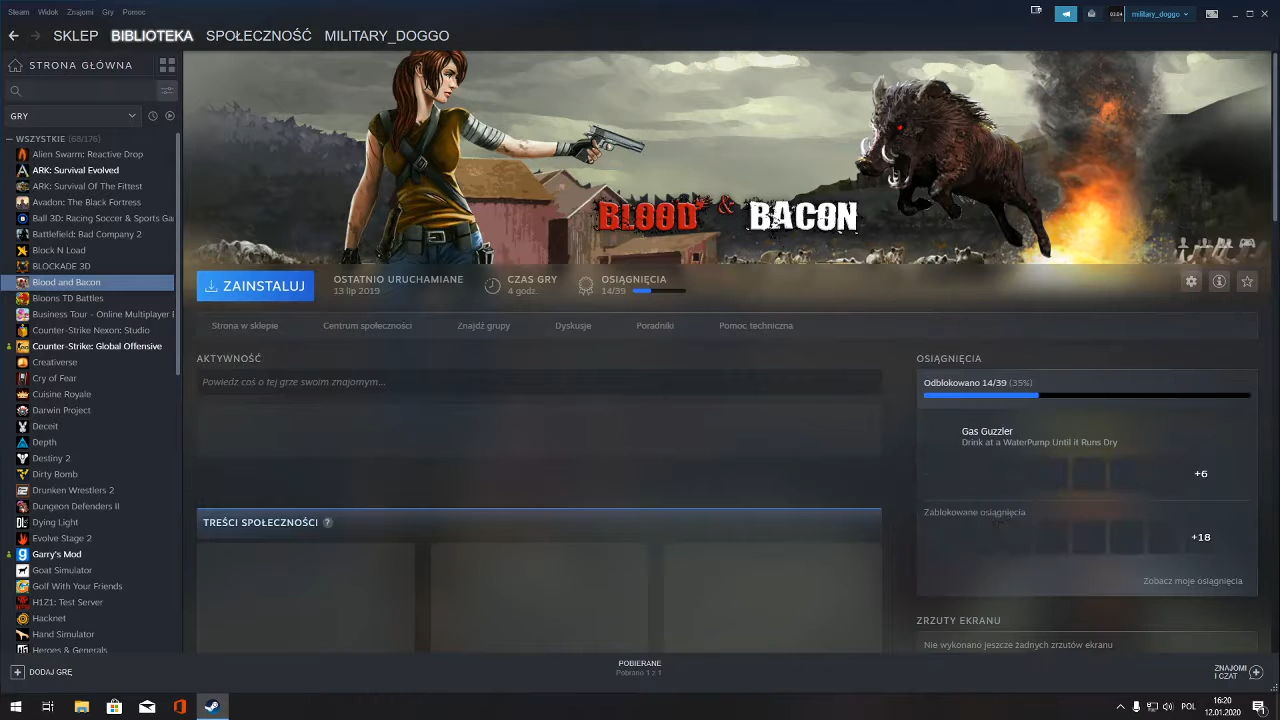 Steam Widok Znajomi Gry Pomoc
03:04 military_doggo
SKLEP BIBLIOTEKA SPOŁECZNOŚĆ MILITARY_DOGGO
STRONA GŁÓWNA
GRY
WSZYSTKIE (68/176)
Alien Swarm: Reactive Drop
ARK: Survival Evolved
ARK: Survival Of The Fittest
Avadon: The Black Fortress
Ball 3D: Racing Soccer & Sports Ga
Battlefield: Bad Company 2
Block N Load
BLOCKADE 3D
Blood and Bacon
Bloons TD Battles
Business Tour - Online Multiplayer
Counter-Strike Nexon: Studio
Counter-Strike: Global Offensive
Creativerse
Cry of Fear
Cuisine Royale
Darwin Project
Deceit
Depth
Destiny 2
Dirty Bomb
Drunken Wrestlers 2
Dungeon Defenders II
Dying Light
Evolve Stage 2
Garry's Mod
Goat Simulator
Golf With Your Friends
H1Z1: Test Server
Hacknet
Hand Simulator
Heroes & Generals
DODAJ GRĘ
BLOOD & BACON
ZAINSTALUJ
OSTATNIO URUCHAMIANE
13 lip 2019
CZAS GRY
4 godz.
OSIĄGNIĘCIA
14/39
Strona w sklepie Centrum społeczności Znajdź grupy Dyskusje Poradniki Pomoc techniczna
AKTYWNOŚĆ
Powiedz coś o tej grze swoim znajomym...
TREŚCI SPOŁECZNOŚCI ?
OSIĄGNIĘCIA
Odblokowano 14/39 (35%)
Gas Guzzler
Drink at a WaterPump Until it Runs Dry
+6
Zablokowane osiągnięcia
+18
Zobacz moje osiągnięcia
ZRZUTY EKRANU
Nie wykonano jeszcze żadnych zrzutów ekranu
POBIERANE
Pobrano 1 z 1
ZNAJOMI
I CZAT
POL
16:20
12.01.2020